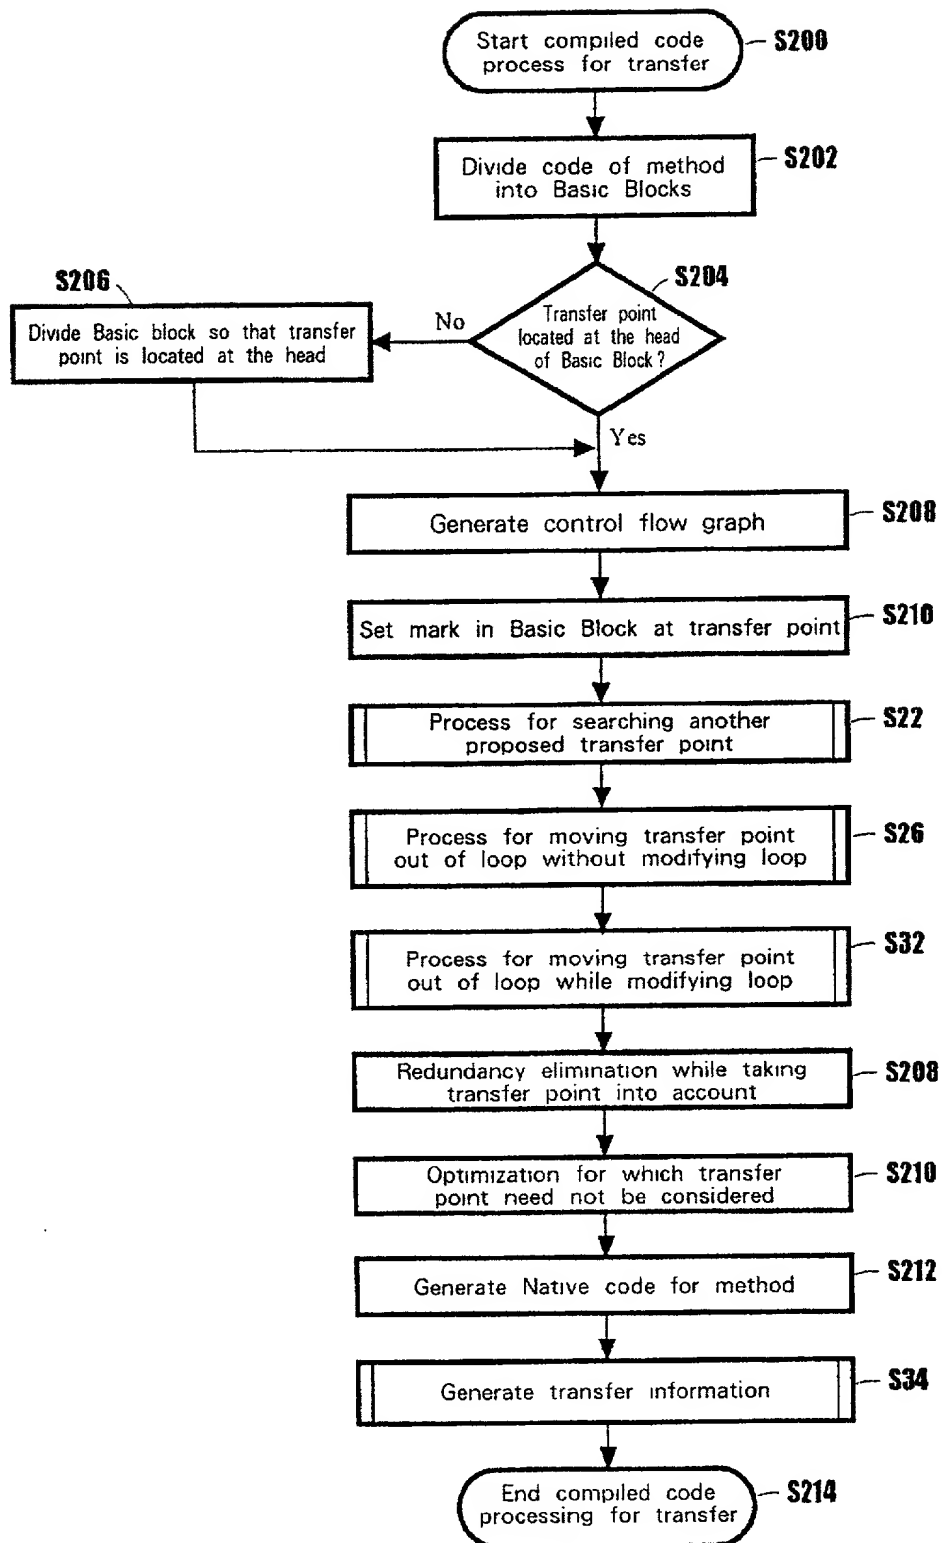 Start compiled code
process for transfer
S200
Divide code of method
into Basic Blocks
S202
S204
Transfer point
located at the head
of Basic Block?
S206
Divide Basic block so that transfer
point is located at the head
No
Yes
Generate control flow graph
S208
Set mark in Basic Block at transfer point
S210
Process for searching another
proposed transfer point
S22
Process for moving transfer point
out of loop without modifying loop
S26
Process for moving transfer point
out of loop while modifying loop
S32
Redundancy elimination while taking
transfer point into account
S208
Optimization for which transfer
point need not be considered
S210
Generate Native code for method
S212
Generate transfer information
S34
End compiled code
processing for transfer
S214